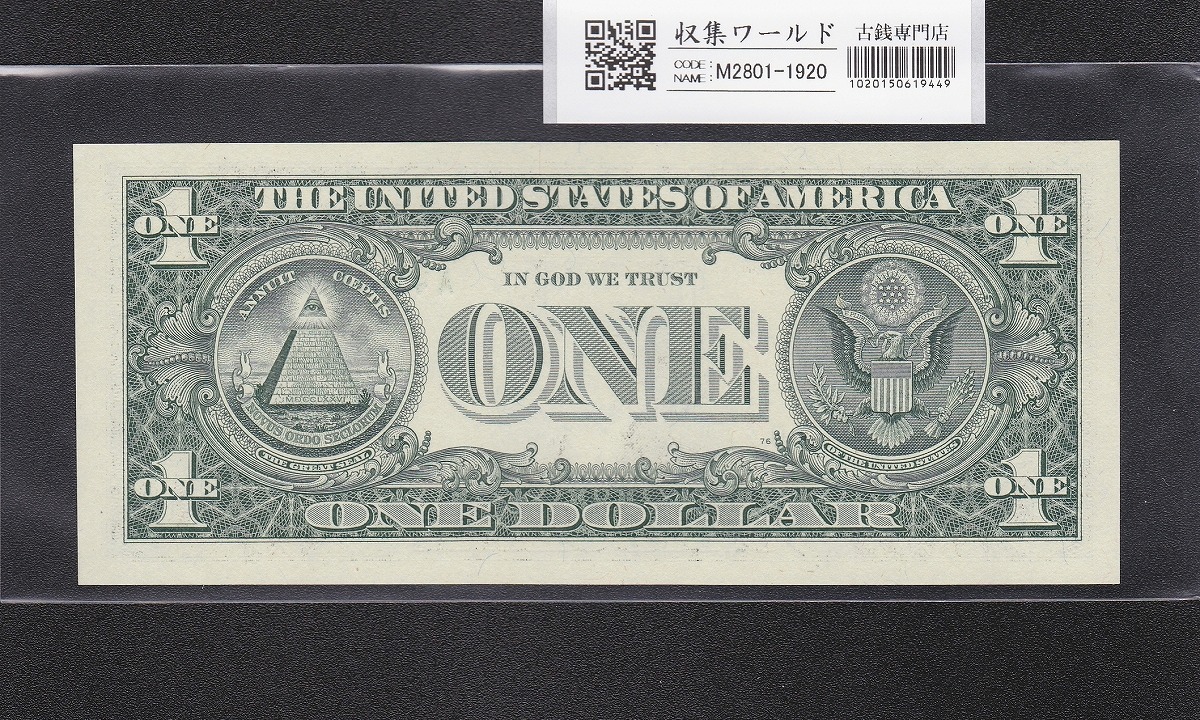 収集ワールド 古銭専門店
CODE:
NAME: M2801-1920
1020150619449
THE UNITED STATES OF AMERICA
1 ONE
1 ONE
ANNUIT CŒPTIS
IN GOD WE TRUST
ONE
MDCCLXXVI
NOVUS ORDO SECLORUM
THE GREAT SEAL
76
OF THE UNITED STATES
1 ONE
1 ONE
ONE DOLLAR